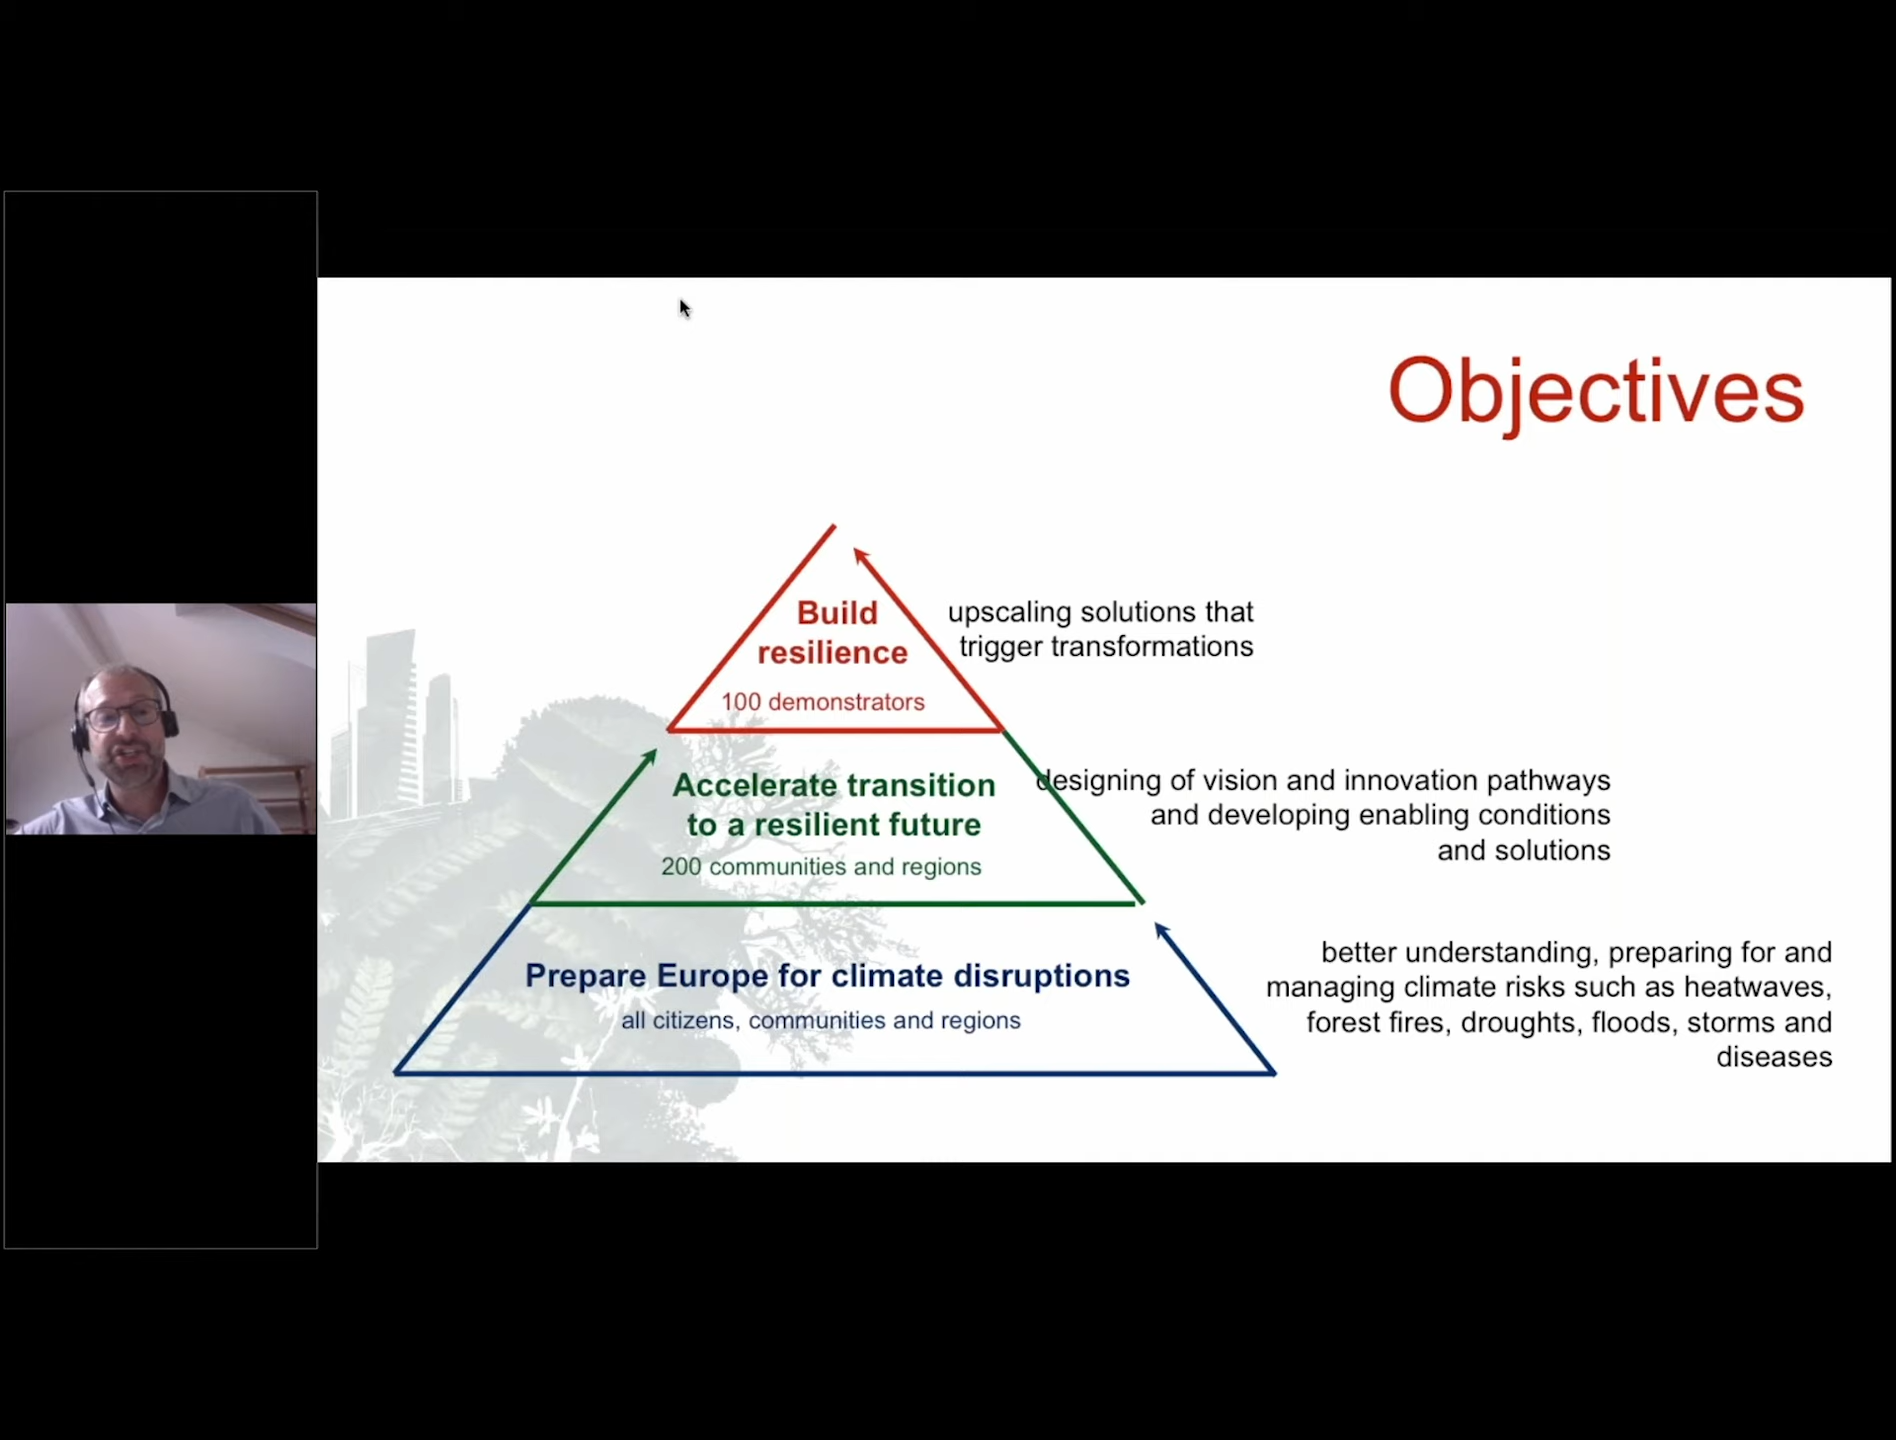 Objectives
Build
resilience
100 demonstrators
upscaling solutions that
trigger transformations
Accelerate transition
to a resilient future
200 communities and regions
designing of vision and innovation pathways
and developing enabling conditions
and solutions
Prepare Europe for climate disruptions
all citizens, communities and regions
better understanding, preparing for and
managing climate risks such as heatwaves,
forest fires, droughts, floods, storms and
diseases